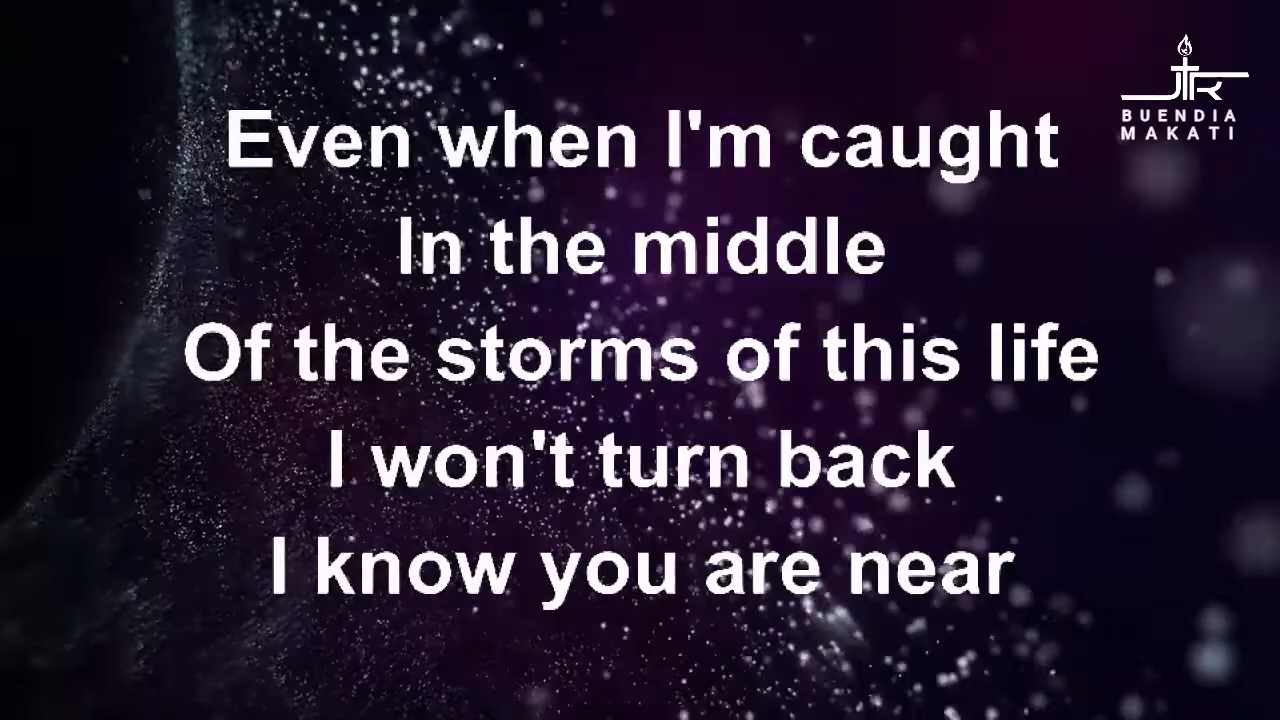 Even when I'm caught
In the middle
Of the storms of this life
I won't turn back
I know you are near
BUENDIA
MAKATI